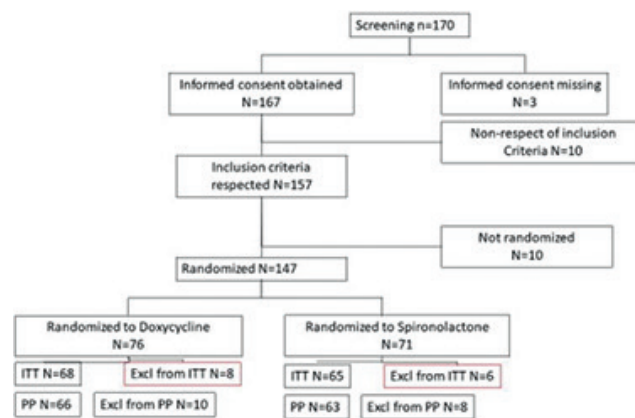 Screening n=170
Informed consent obtained
N=167
Informed consent missing
N=3
Non-respect of inclusion
Criteria N=10
Inclusion criteria
respected N=157
Not randomized
N=10
Randomized N=147
Randomized to Doxycycline
N=76
Randomized to Spironolactone
N=71
ITT N=68
Excl from ITT N=8
ITT N=65
Excl from ITT N=6
PP N=66
Excl from PP N=10
PP N=63
Excl from PP N=8